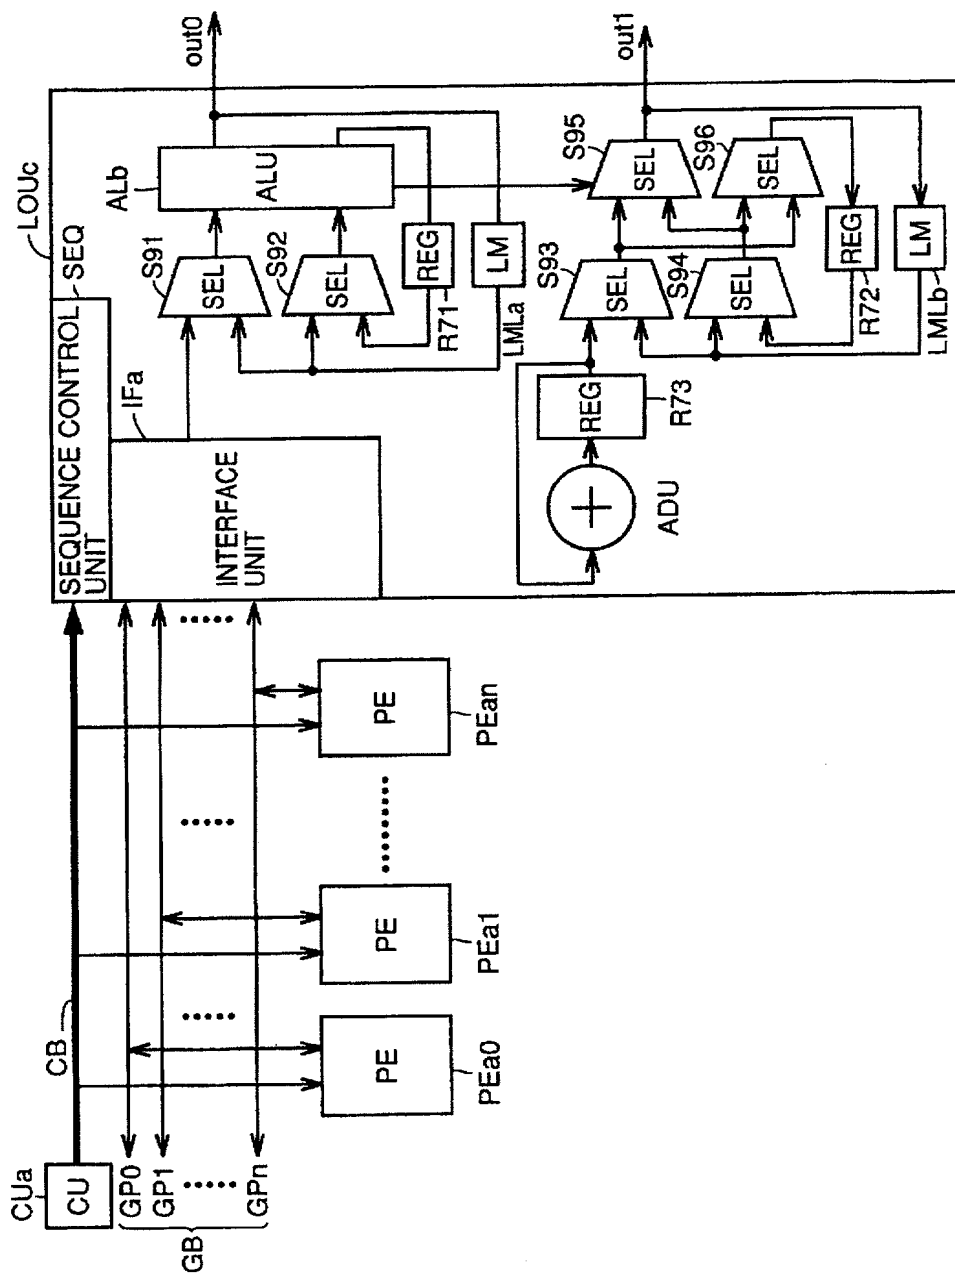 CUa
CU
CB
GB
GP0
GP1
GPn
PE
PEa0
PE
PEa1
PE
PEan
LOUc
SEQUENCE CONTROL
UNIT
SEQ
INTERFACE
UNIT
IFa
S91
SEL
S92
SEL
ALb
ALU
REG
R71
LM
LMLa
out0
ADU
REG
R73
S93
SEL
S94
SEL
S95
SEL
S96
SEL
REG
R72
LM
LMLb
out1